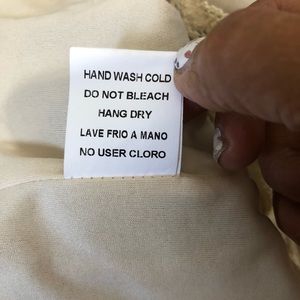 HAND WASH COLD
DO NOT BLEACH
HANG DRY
LAVE FRIO A MANO
NO USER CLORO